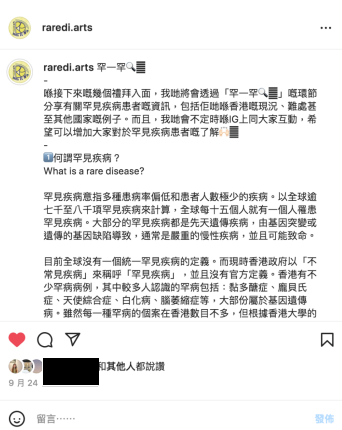 raredi.arts
raredi.arts 罕一罕🔍
-
喺接下來嘅幾個禮拜入面，我哋將會透過「罕一罕🔍」嘅環節
分享有關罕見疾病患者嘅資訊，包括佢哋喺香港嘅現況、難處甚
至其他國家嘅例子。而且，我哋會不定時喺IG上同大家互動，希
望可以增加大家對於罕見疾病患者嘅了解
-
1️⃣何謂罕見疾病？
What is a rare disease?
罕見疾病意指多種患病率偏低和患者人數極少的疾病。以全球逾
七千至八千項罕見疾病來計算，全球每十五個人就有一個人罹患
罕見疾病。大部分的罕見疾病都是先天遺傳疾病，由基因突變或
遺傳的基因缺陷導致，通常是嚴重的慢性疾病，並且可能致命。
目前全球沒有一個統一罕見疾病的定義。而現時香港政府以「不
常見疾病」來稱呼「罕見疾病」，並且沒有官方定義。香港有不
少罕病病例，其中較多人認識的罕病包括：黏多醣症、龐貝氏
症、天使綜合症、白化病、腦萎縮症等，大部份屬於基因遺傳
病。雖然每一種罕病的個案在香港數目不多，但根據香港大學的
和其他人都說讚
9 月 24
留言⋯⋯
發佈